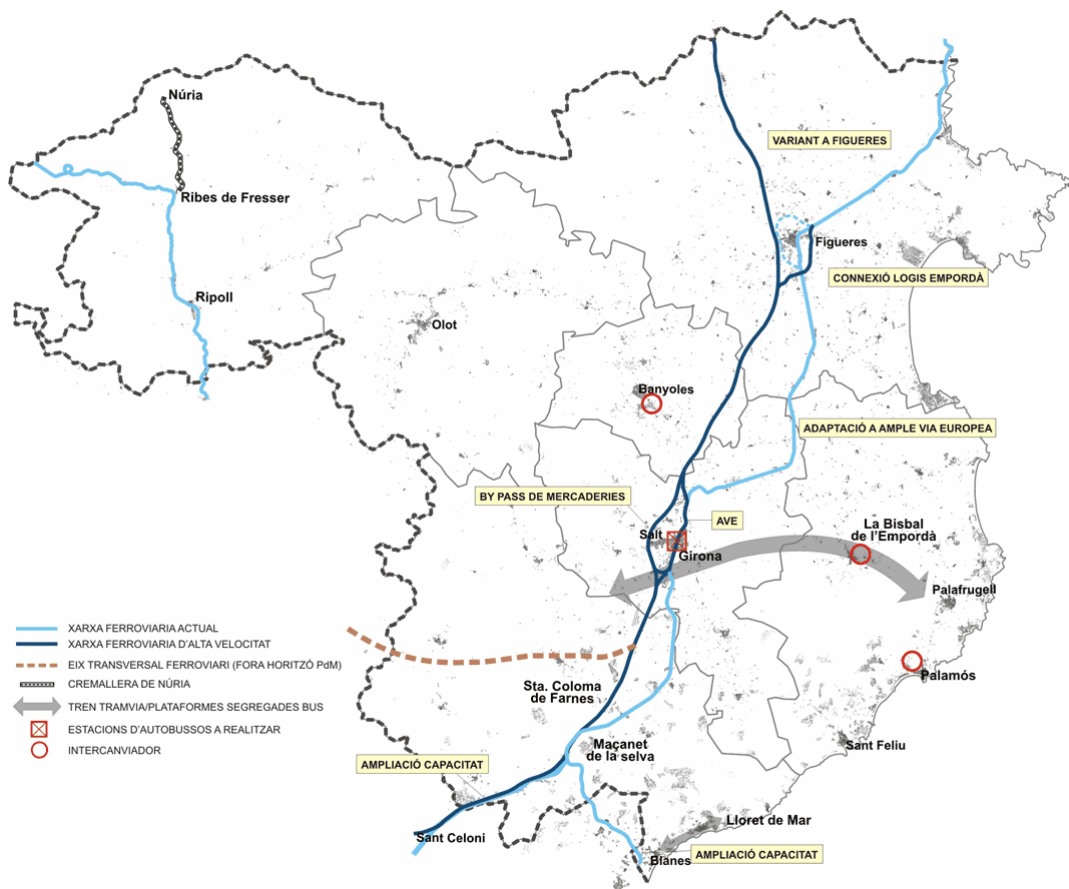 Núria
VARIANT A FIGUERES
Ribes de Fresser
Figueres
CONNEXIÓ LOGIS EMPORDÀ
Ripoll
Olot
Banyoles
ADAPTACIÓ A AMPLE VIA EUROPEA
BY PASS DE MERCADERIES
AVE
La Bisbal
de l'Empordà
Salt
Girona
Palafrugell
XARXA FERROVIARIA ACTUAL
XARXA FERROVIARIA D'ALTA VELOCITAT
EIX TRANSVERSAL FERROVIARI (FORA HORITZÓ PdM)
CREMALLERA DE NÚRIA
TREN TRAMVIA/PLATAFORMES SEGREGADES BUS
ESTACIONS D'AUTOBUSSOS A REALITZAR
INTERCANVIADOR
Palamós
Sta. Coloma
de Farnes
Maçanet
de la selva
Sant Feliu
AMPLIACIÓ CAPACITAT
Lloret de Mar
Sant Celoni
Blanes
AMPLIACIÓ CAPACITAT